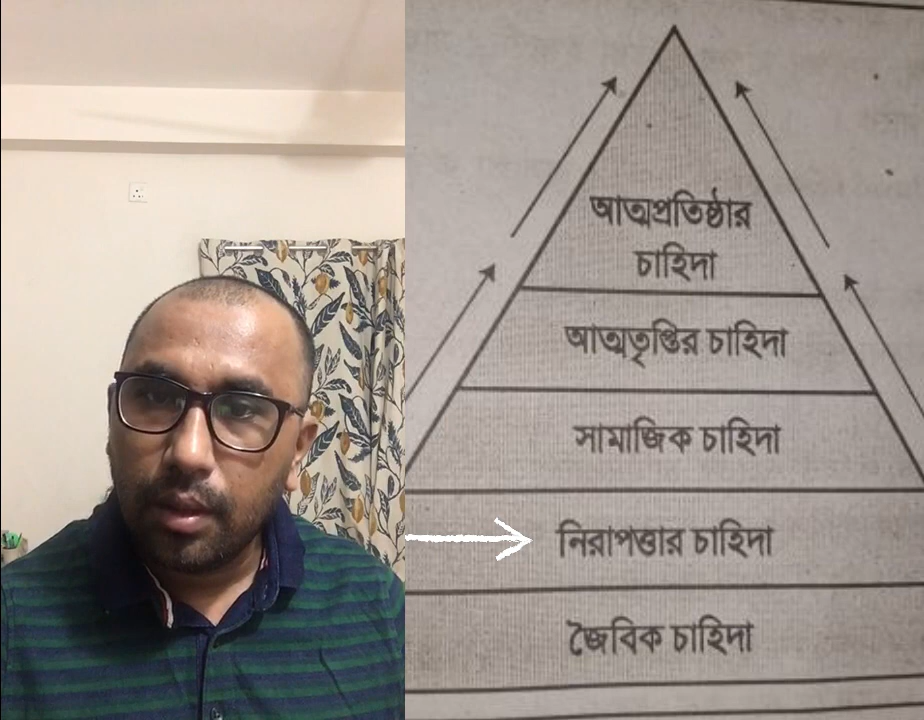 আত্মপ্রতিষ্ঠার
চাহিদা
আত্মতৃপ্তির চাহিদা
সামাজিক চাহিদা
নিরাপত্তার চাহিদা
জৈবিক চাহিদা